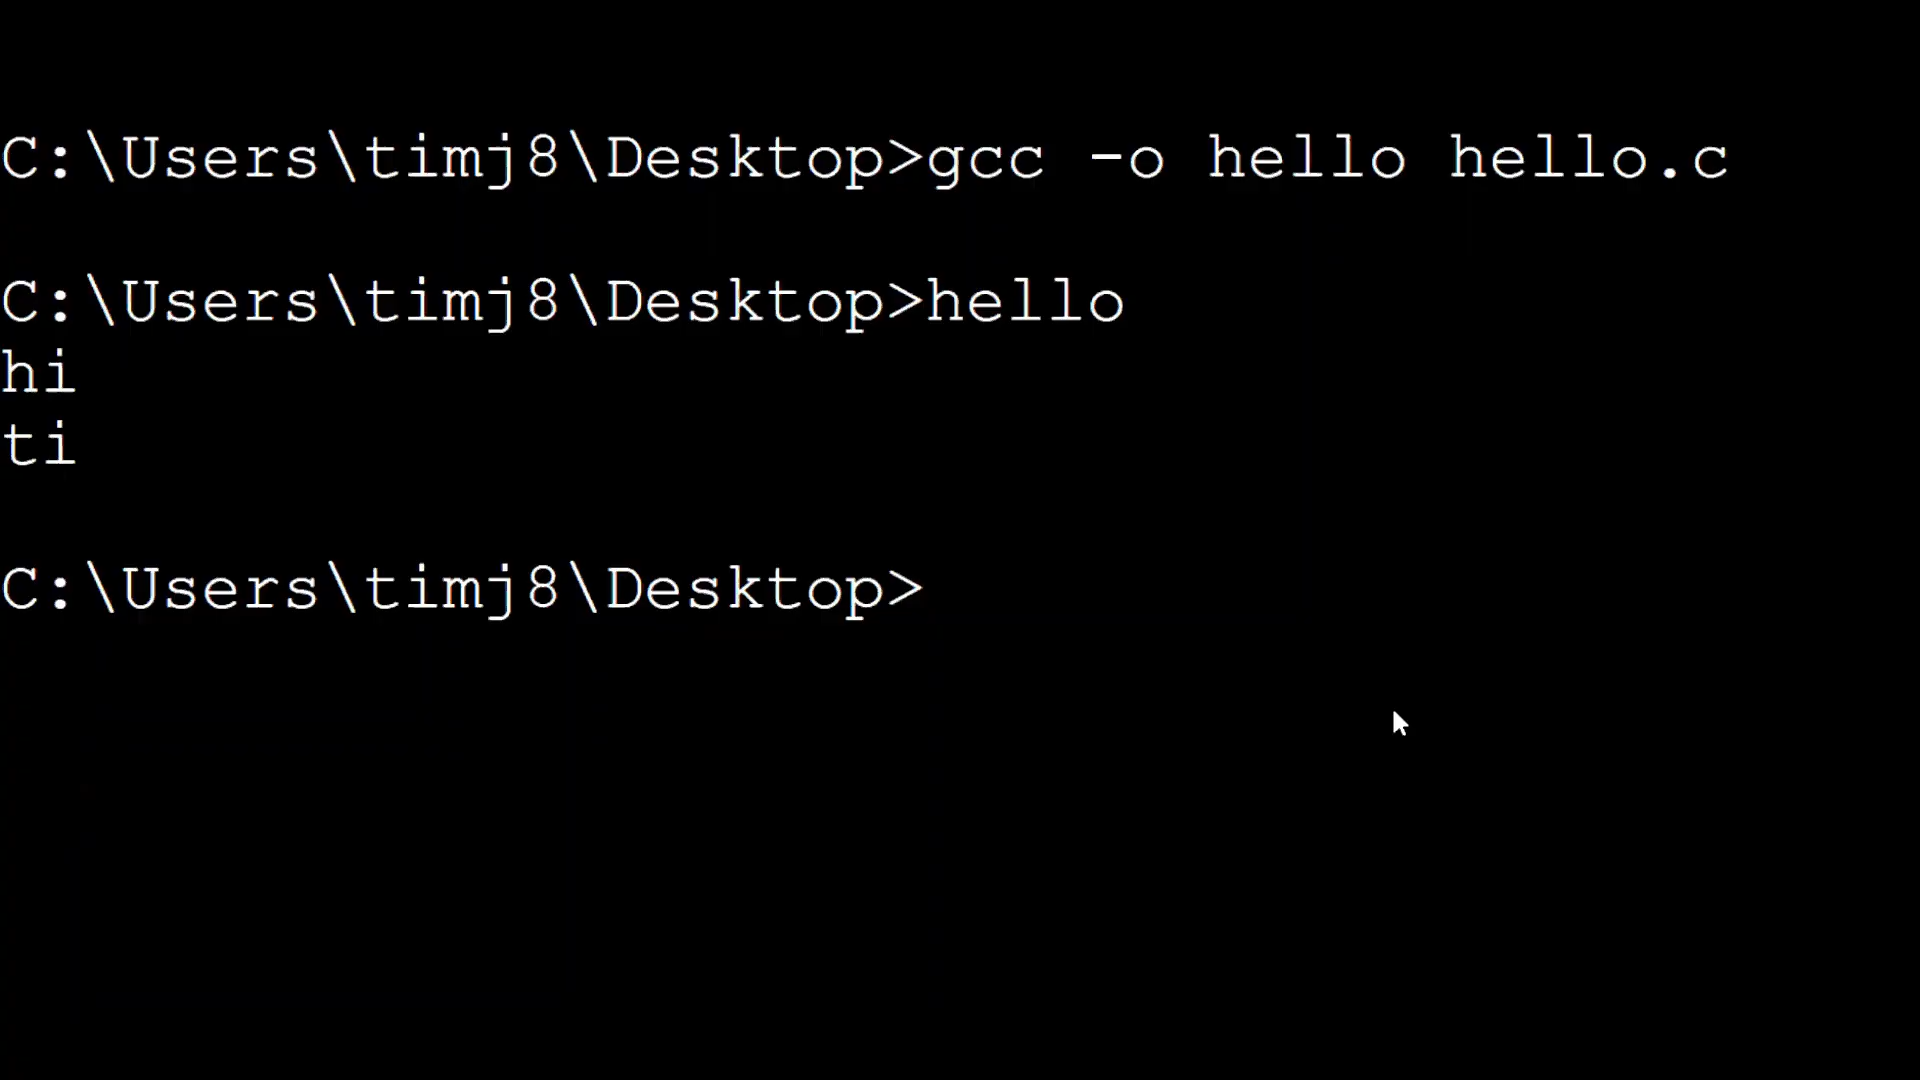 C:\Users\timj8\Desktop>gcc -o hello hello.c
C:\Users\timj8\Desktop>hello
hi
ti
C:\Users\timj8\Desktop>